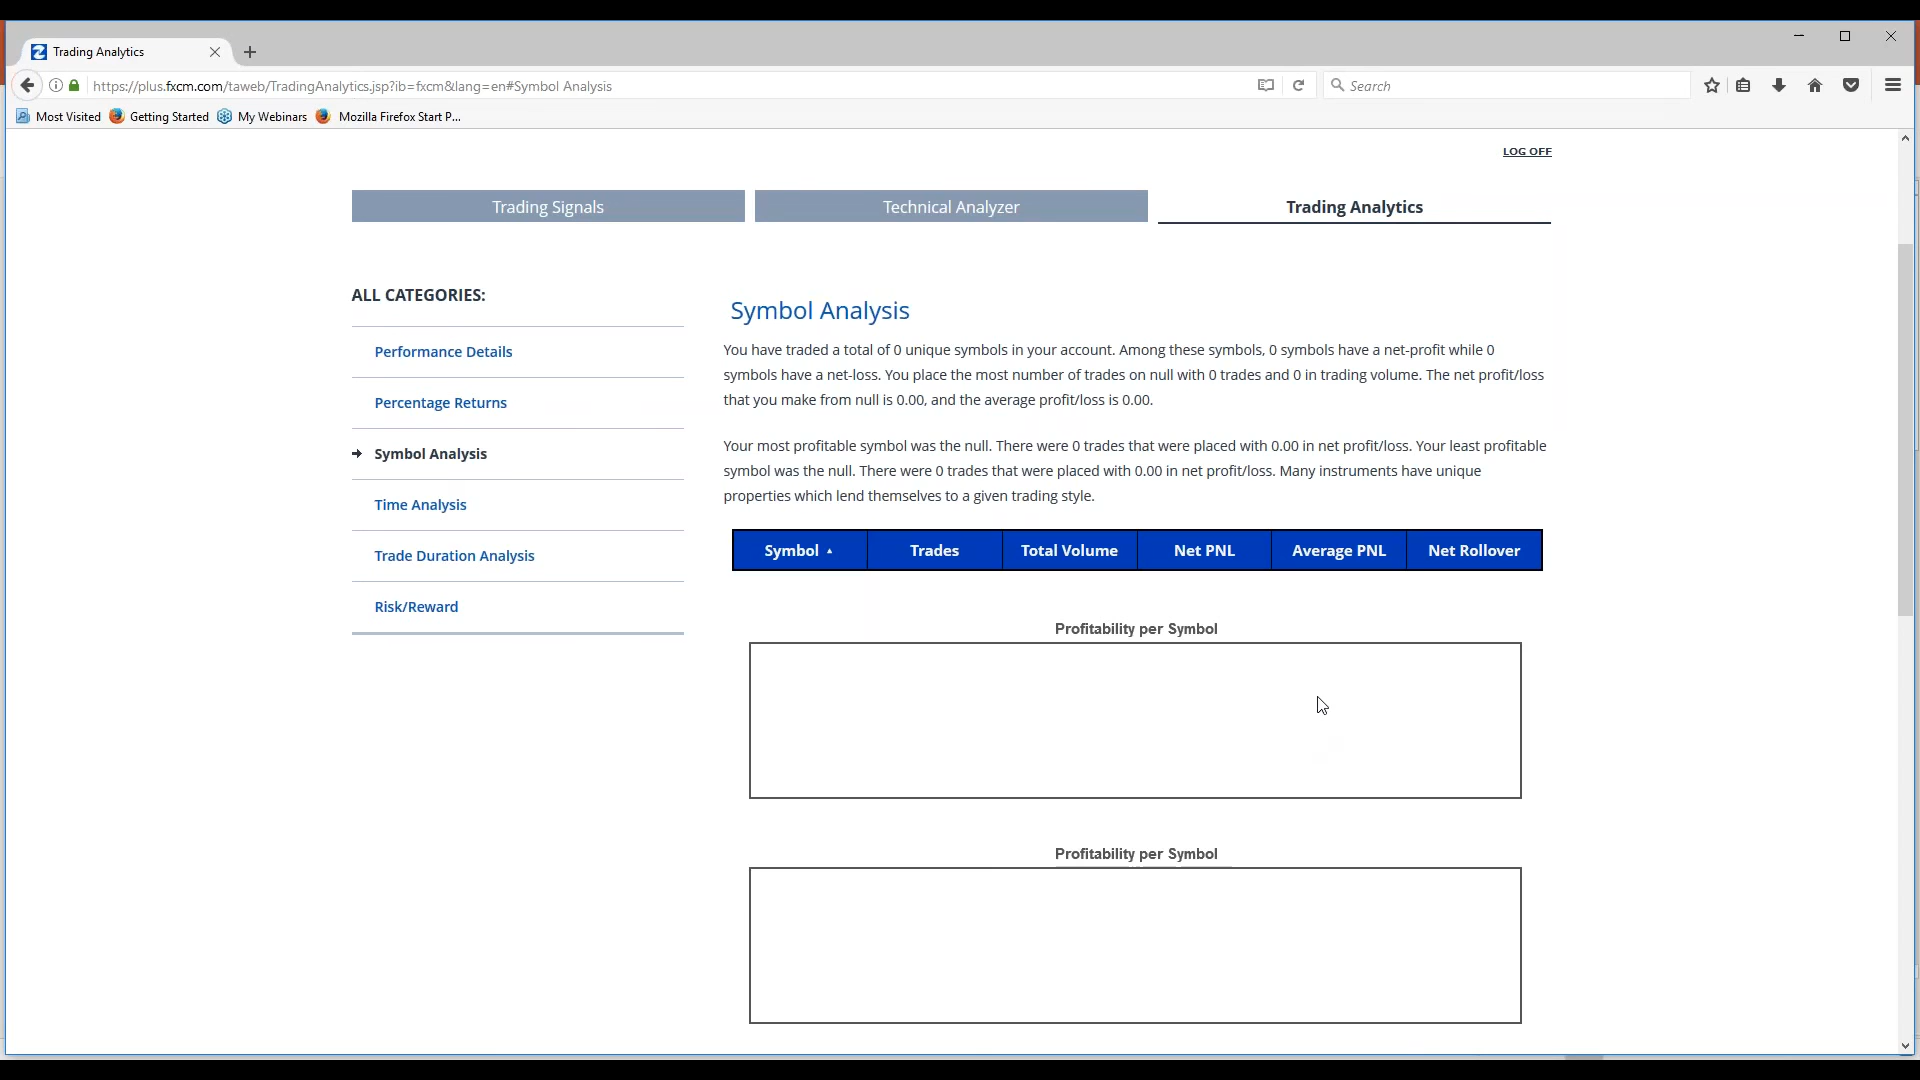 Trading Analytics
https://plus.fxcm.com/taweb/TradingAnalytics.jsp?ib=fxcm&lang=en#Symbol Analysis
Search
Most Visited
Getting Started
My Webinars
Mozilla Firefox Start P...
LOG OFF
Trading Signals
Technical Analyzer
Trading Analytics
ALL CATEGORIES:
Performance Details
Percentage Returns
Symbol Analysis
Time Analysis
Trade Duration Analysis
Risk/Reward
Symbol Analysis
You have traded a total of 0 unique symbols in your account. Among these symbols, 0 symbols have a net-profit while 0
symbols have a net-loss. You place the most number of trades on null with 0 trades and 0 in trading volume. The net profit/loss
that you make from null is 0.00, and the average profit/loss is 0.00.
Your most profitable symbol was the null. There were 0 trades that were placed with 0.00 in net profit/loss. Your least profitable
symbol was the null. There were 0 trades that were placed with 0.00 in net profit/loss. Many instruments have unique
properties which lend themselves to a given trading style.
Symbol Trades Total Volume Net PNL Average PNL Net Rollover
Profitability per Symbol
Profitability per Symbol